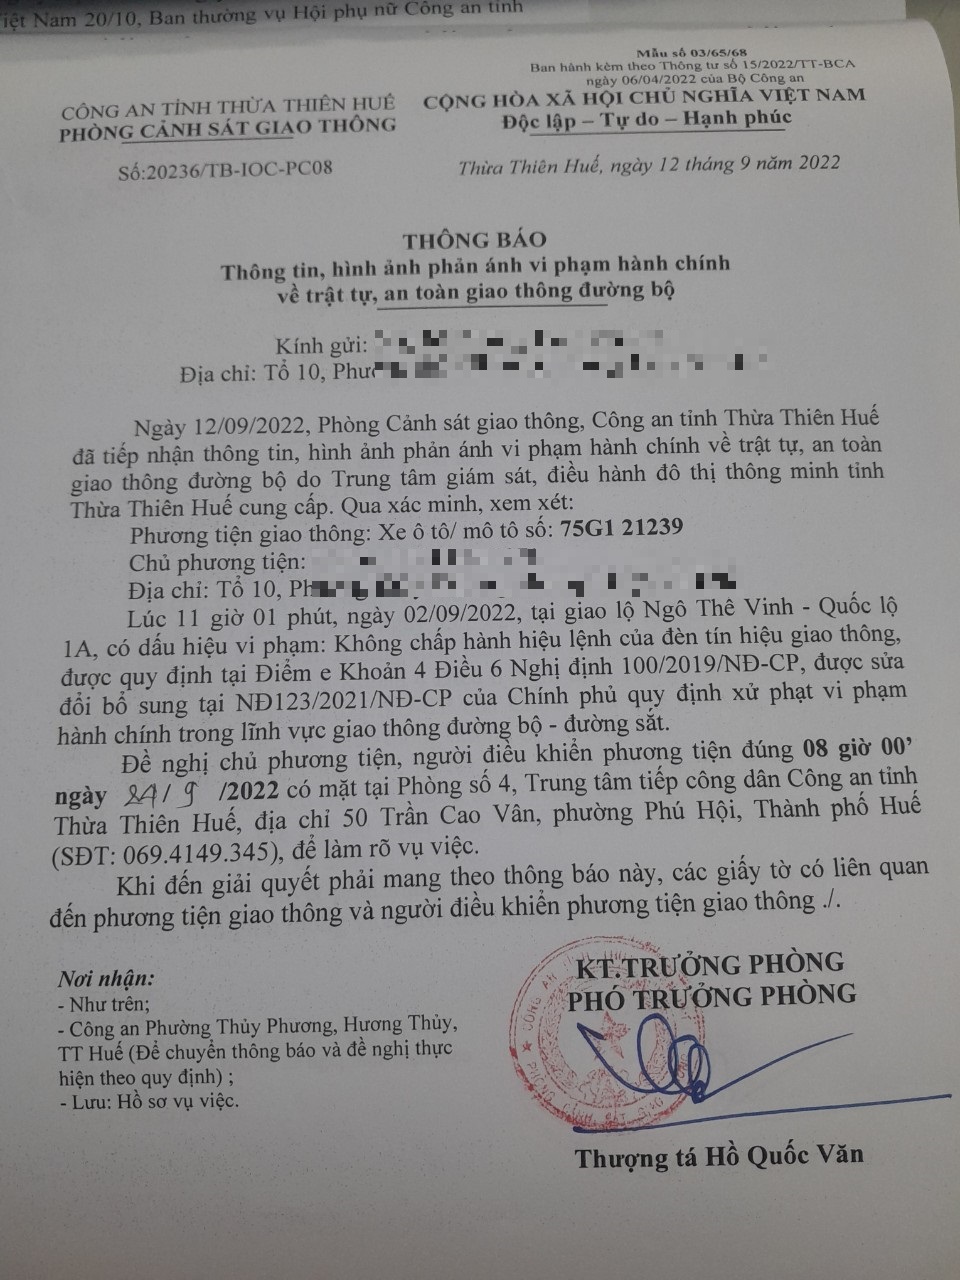 iệt Nam 20/10, Ban thường vụ Hội phụ nữ Công an tỉnh
Mẫu số 03/65/68
Ban hành kèm theo Thông tư số 15/2022/TT-BCA
ngày 06/04/2022 của Bộ Công an
CÔNG AN TỈNH THỪA THIÊN HUẾ
PHÒNG CẢNH SÁT GIAO THÔNG
CỘNG HÒA XÃ HỘI CHỦ NGHĨA VIỆT NAM
Độc lập – Tự do – Hạnh phúc
Số:20236/TB-IOC-PC08
Thừa Thiên Huế, ngày 12 tháng 9 năm 2022
THÔNG BÁO
Thông tin, hình ảnh phản ánh vi phạm hành chính
về trật tự, an toàn giao thông đường bộ
Kính gửi:
Địa chỉ: Tổ 10,
Ngày 12/09/2022, Phòng Cảnh sát giao thông, Công an tỉnh Thừa Thiên Huế
đã tiếp nhận thông tin, hình ảnh phản ánh vi phạm hành chính về trật tự, an toàn
giao thông đường bộ do Trung tâm giám sát, điều hành đô thị thông minh tỉnh
Thừa Thiên Huế cung cấp. Qua xác minh, xem xét:
Phương tiện giao thông: Xe ô tô/ mô tô số: 75G1 21239
Chủ phương tiện:
Địa chỉ: Tổ 10,
Lúc 11 giờ 01 phút, ngày 02/09/2022, tại giao lộ Ngô Thê Vinh - Quốc lộ
1A, có dấu hiệu vi phạm: Không chấp hành hiệu lệnh của đèn tín hiệu giao thông,
được quy định tại Điểm e Khoản 4 Điều 6 Nghị định 100/2019/NĐ-CP, được sửa
đổi bổ sung tại NĐ123/2021/NĐ-CP của Chính phủ quy định xử phạt vi phạm
hành chính trong lĩnh vực giao thông đường bộ - đường sắt.
Đề nghị chủ phương tiện, người điều khiển phương tiện đúng 08 giờ 00’
ngày /9 /2022 có mặt tại Phòng số 4, Trung tâm tiếp công dân Công an tỉnh
Thừa Thiên Huế, địa chỉ 50 Trần Cao Vân, phường Phú Hội, Thành phố Huế
(SĐT: 069.4149.345), để làm rõ vụ việc.
Khi đến giải quyết phải mang theo thông báo này, các giấy tờ có liên quan
đến phương tiện giao thông và người điều khiển phương tiện giao thông ./.
Nơi nhận:
- Như trên;
- Công an Phường Thủy Phương, Hương Thủy,
TT Huế (Để chuyển thông báo và đề nghị thực
hiện theo quy định) ;
- Lưu: Hồ sơ vụ việc.
KT.TRƯỞNG PHÒNG
PHÓ TRƯỞNG PHÒNG
Thượng tá Hồ Quốc Văn